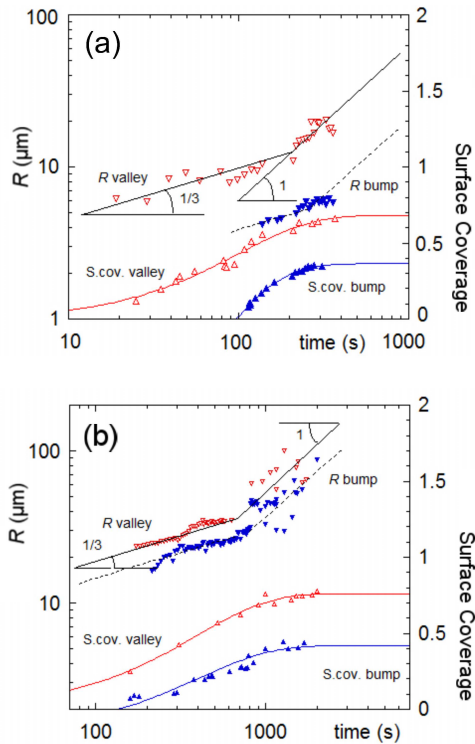 (a)
100
10
1
R (μm)
2
1.5
1
0.5
0
Surface Coverage
R valley
1/3
1
R bump
S.cov. valley
S.cov. bump
10
100
time (s)
1000
(b)
100
10
R (μm)
2
1.5
1
0.5
0
Surface Coverage
1
R bump
R valley
1/3
S.cov. valley
S.cov. bump
100
1000
time (s)